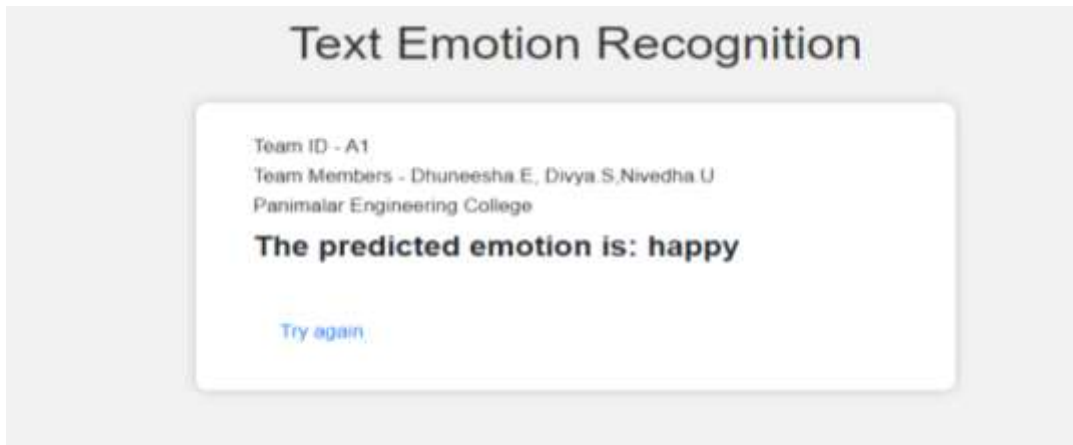 Text Emotion Recognition
Team ID - A1
Team Members - Dhuneesha.E, Divya.S,Nivedha.U
Panimalar Engineering College
The predicted emotion is: happy
Try again